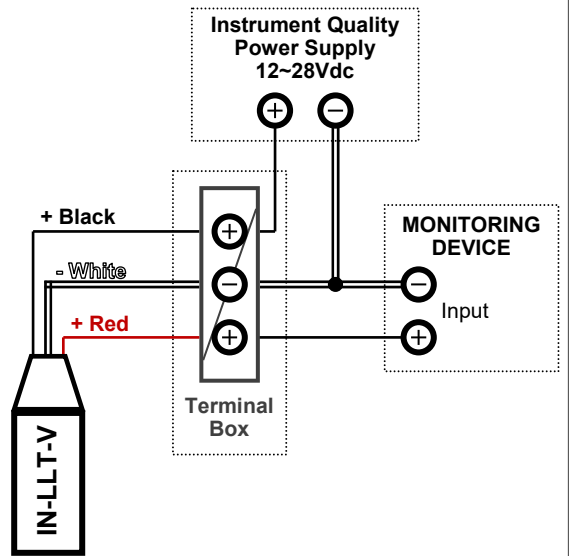 Instrument Quality
Power Supply
12~28Vdc
+ −
+ Black
- White
+ Red
+
−
+
MONITORING
DEVICE
−
Input
+
Terminal
Box
IN-LLT-V